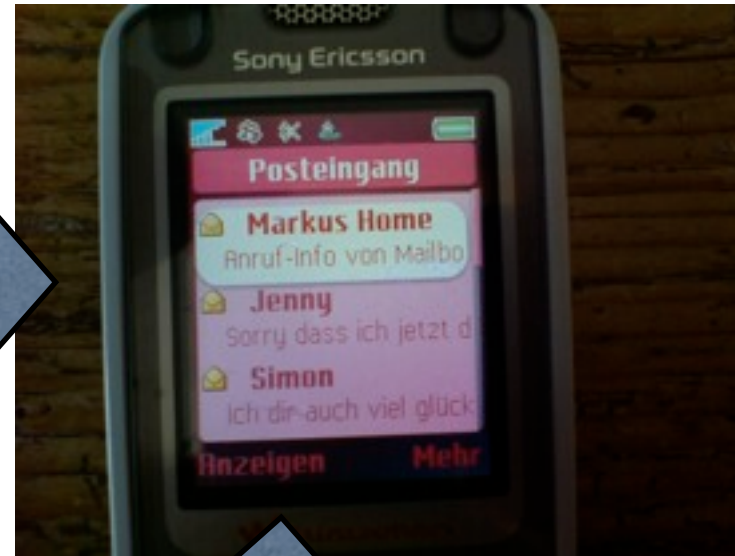 Sony Ericsson
Posteingang
Markus Home
Anruf-Info von Mailbo
Jenny
Sorry dass ich jetzt d
Simon
Ich dir auch viel glück
Anzeigen Mehr